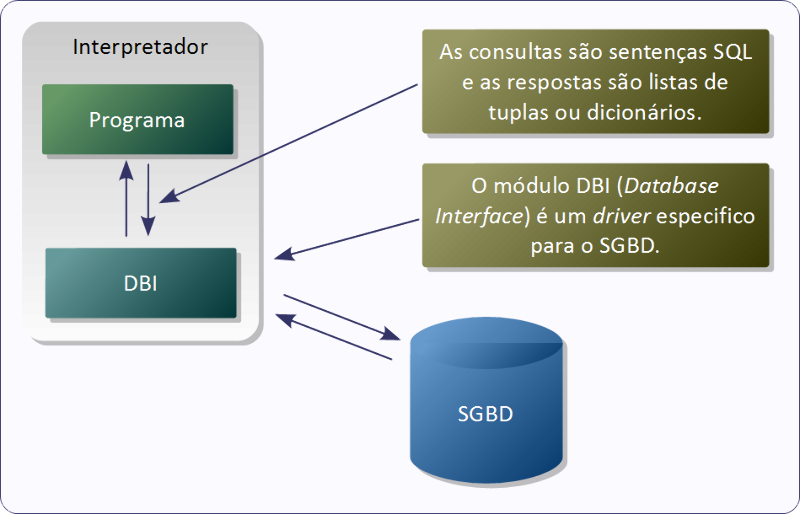 Interpretador
Programa
DBI
As consultas são sentenças SQL
e as respostas são listas de
tuplas ou dicionários.
O módulo DBI (Database
Interface) é um driver especifico
para o SGBD.
SGBD